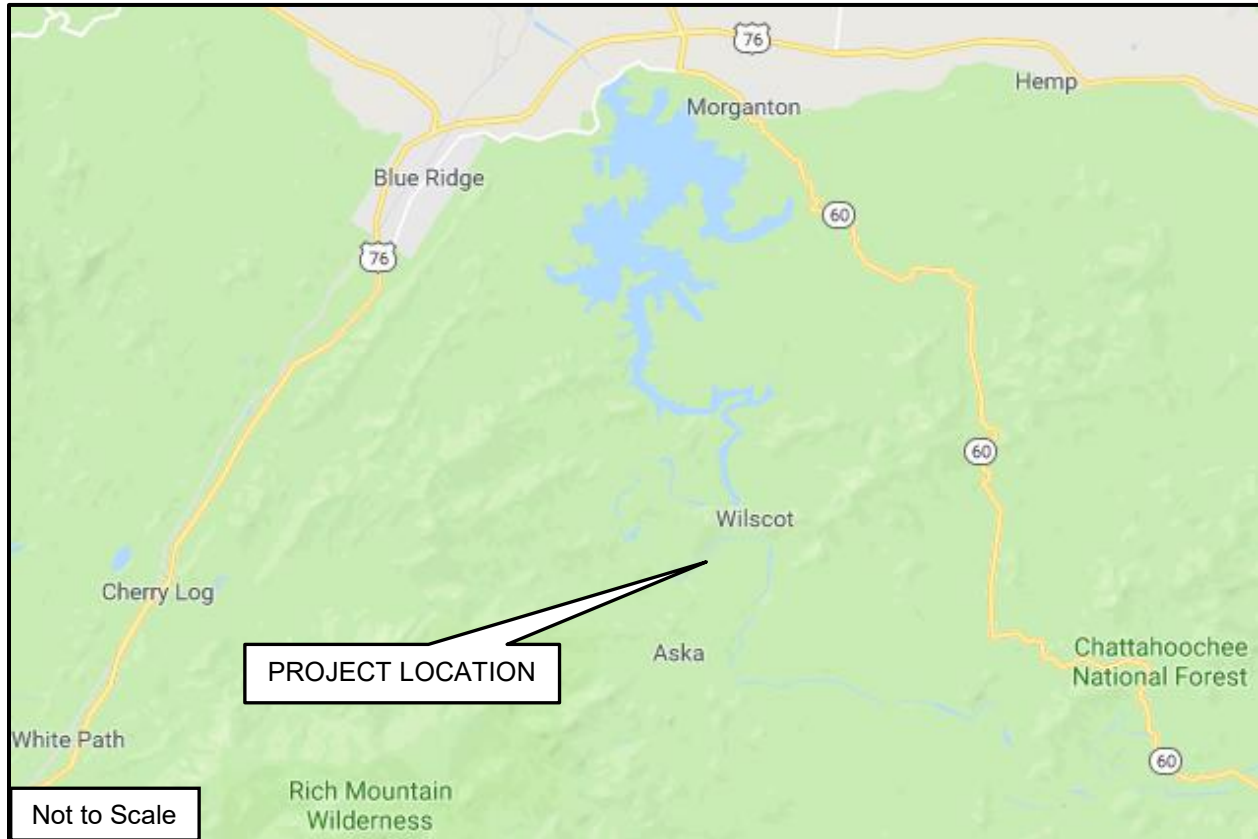 76
Hemp
Morganton
Blue Ridge
60
76
60
Wilscot
Cherry Log
PROJECT LOCATION
Aska
Chattahoochee
National Forest
White Path
60
Rich Mountain
Wilderness
Not to Scale